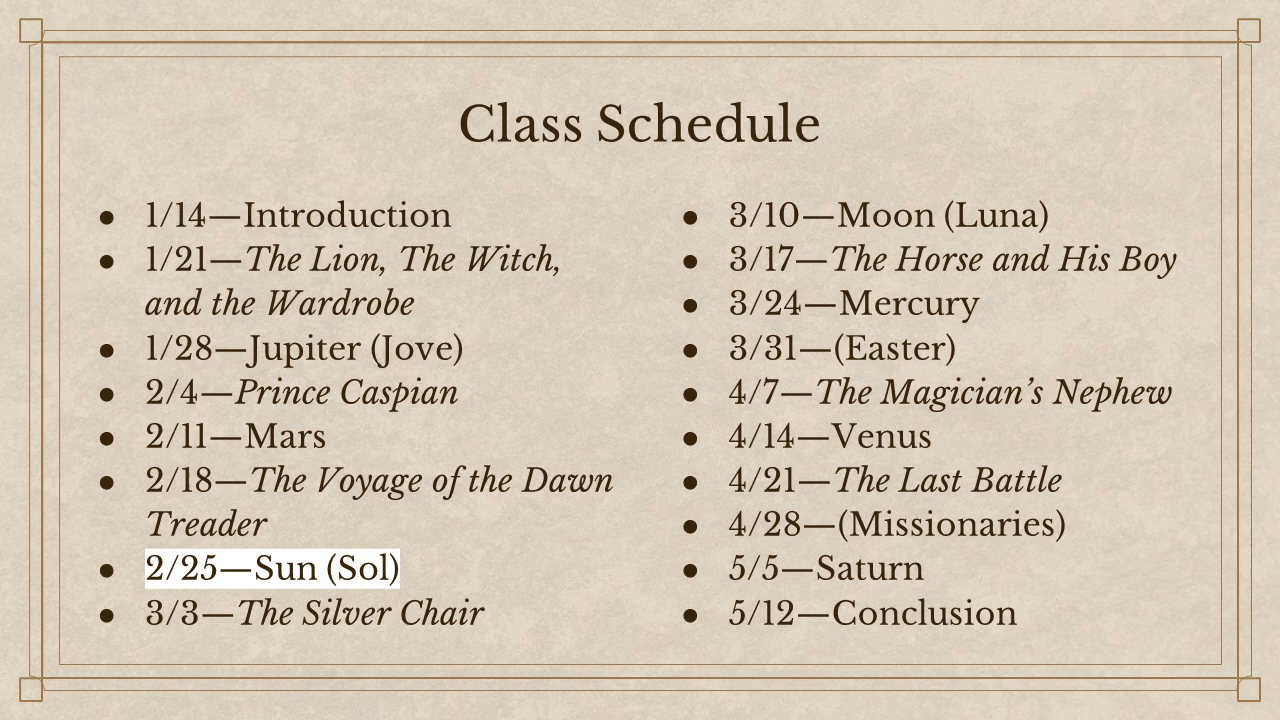 Class Schedule
● 1/14—Introduction
● 1/21—The Lion, The Witch,
and the Wardrobe
● 1/28—Jupiter (Jove)
● 2/4—Prince Caspian
● 2/11—Mars
● 2/18—The Voyage of the Dawn
Treader
● 2/25—Sun (Sol)
● 3/3—The Silver Chair
● 3/10—Moon (Luna)
● 3/17—The Horse and His Boy
● 3/24—Mercury
● 3/31—(Easter)
● 4/7—The Magician’s Nephew
● 4/14—Venus
● 4/21—The Last Battle
● 4/28—(Missionaries)
● 5/5—Saturn
● 5/12—Conclusion